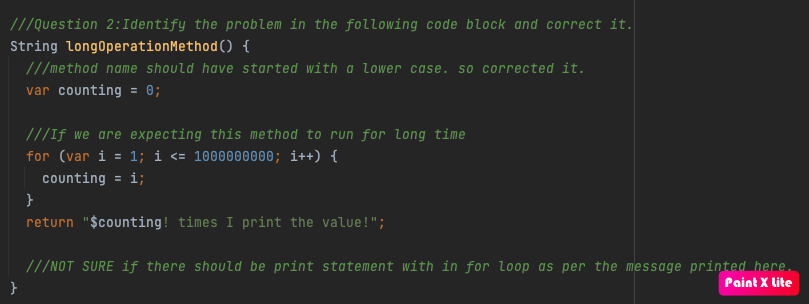 ///Question 2:Identify the problem in the following code block and correct it.
String longOperationMethod() {
///method name should have started with a lower case. so corrected it.
var counting = 0;
///If we are expecting this method to run for long time
for (var i = 1; i <= 1000000000; i++) {
counting = i;
}
return "$counting! times I print the value!";
///NOT SURE if there should be print statement with in for loop as per the message printed here.
}
Paint X Lite